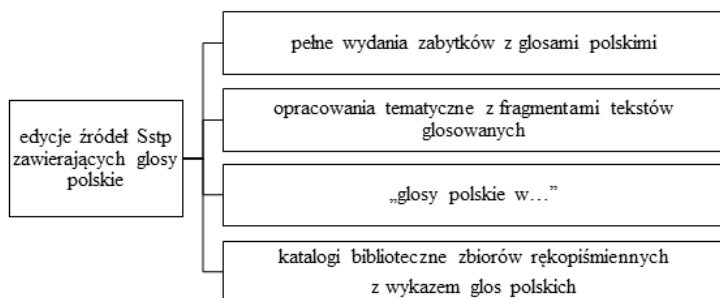 edycje źródeł Sstp
zawierających glosy
polskie
pełne wydania zabytków z glosami polskimi
opracowania tematyczne z fragmentami tekstów
glosowanych
„glosy polskie w…”
katalogi biblioteczne zbiorów rękopiśmiennych
z wykazem glos polskich